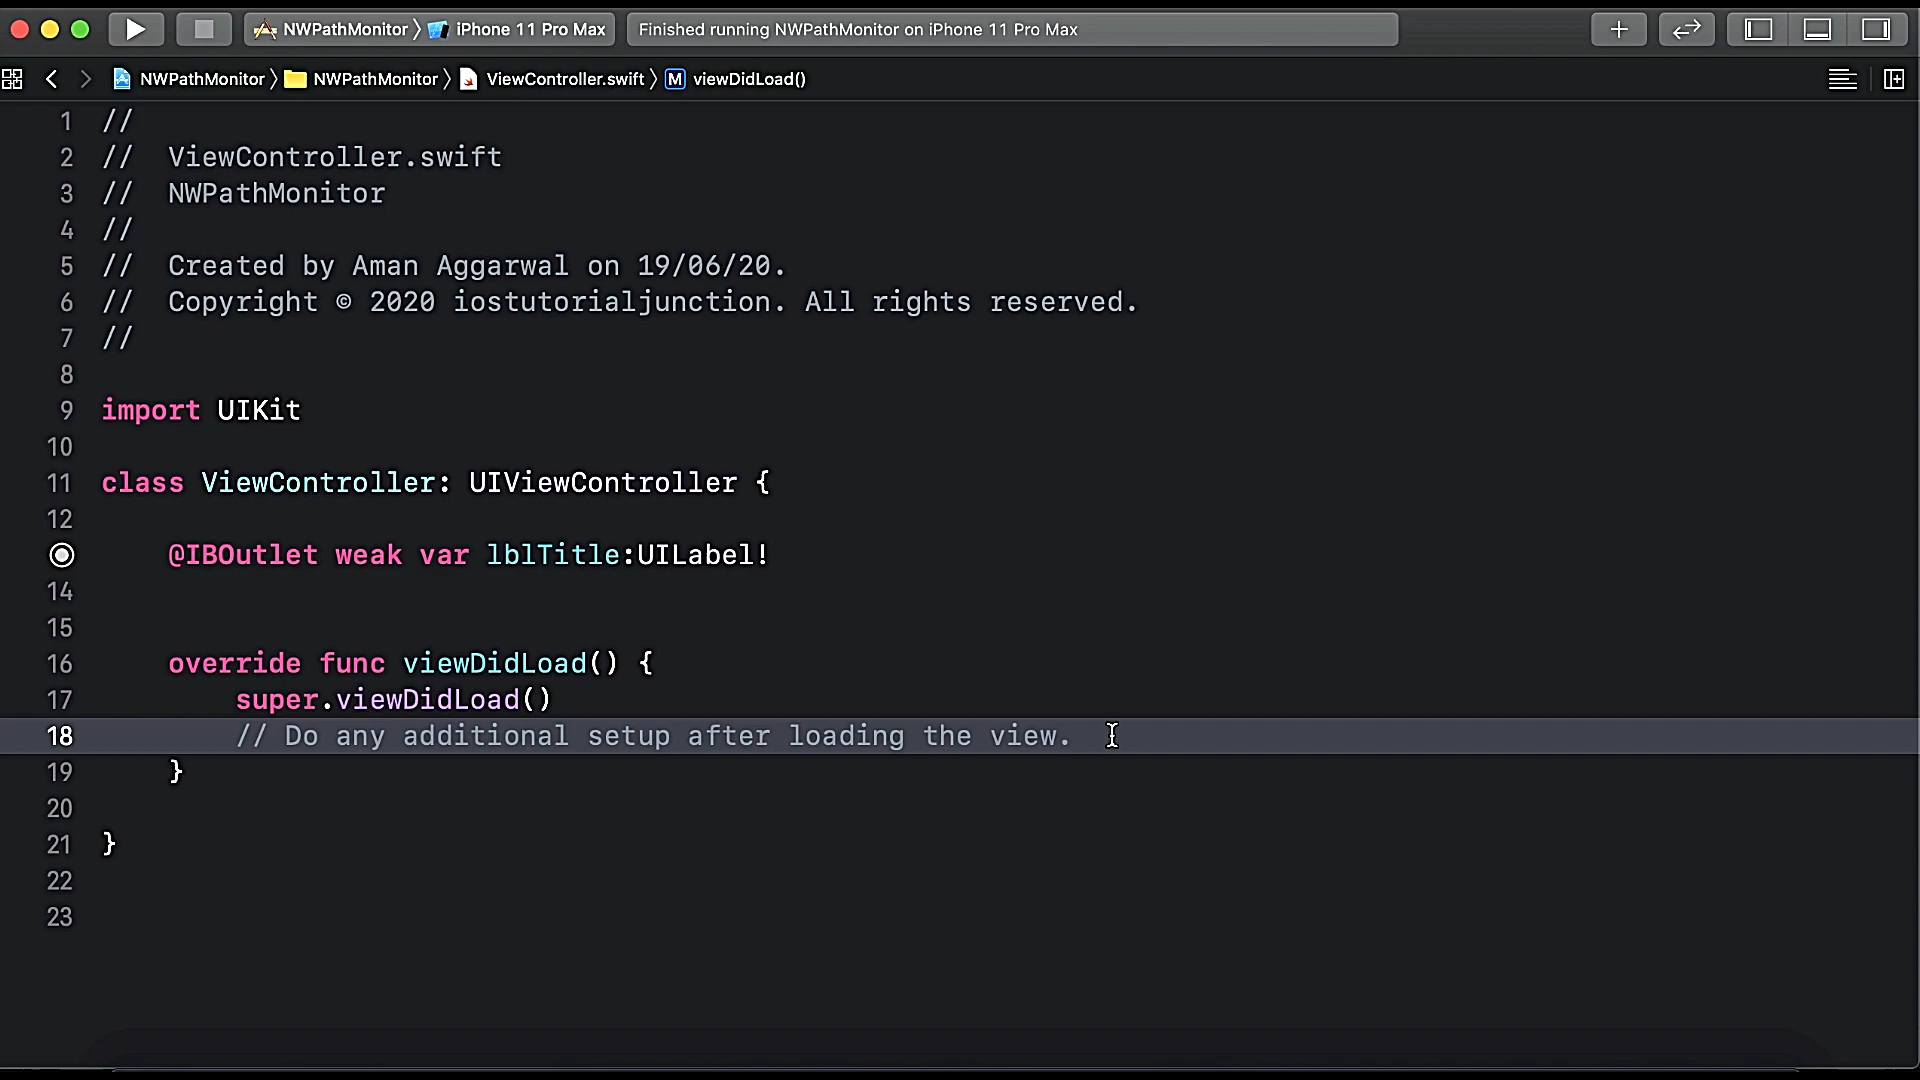 NWPathMonitor 〉 iPhone 11 Pro Max
Finished running NWPathMonitor on iPhone 11 Pro Max
NWPathMonitor 〉 NWPathMonitor 〉 ViewController.swift 〉 M viewDidLoad()
1 //
2 //  ViewController.swift
3 //  NWPathMonitor
4 //
5 //  Created by Aman Aggarwal on 19/06/20.
6 //  Copyright © 2020 iostutorialjunction. All rights reserved.
7 //
8
9 import UIKit
10
11 class ViewController: UIViewController {
12
@IBOutlet weak var lblTitle:UILabel!
14
15
16     override func viewDidLoad() {
17         super.viewDidLoad()
18         // Do any additional setup after loading the view.
19     }
20
21 }
22
23